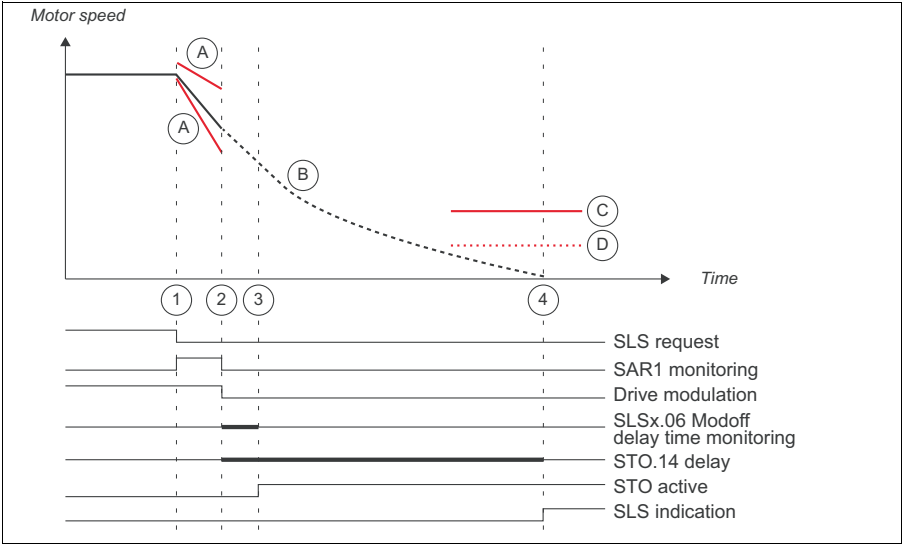 Motor speed
A
A
B
C
D
Time
1 2 3 4
SLS request
SAR1 monitoring
Drive modulation
SLSx.06 Modoff
delay time monitoring
STO.14 delay
STO active
SLS indication